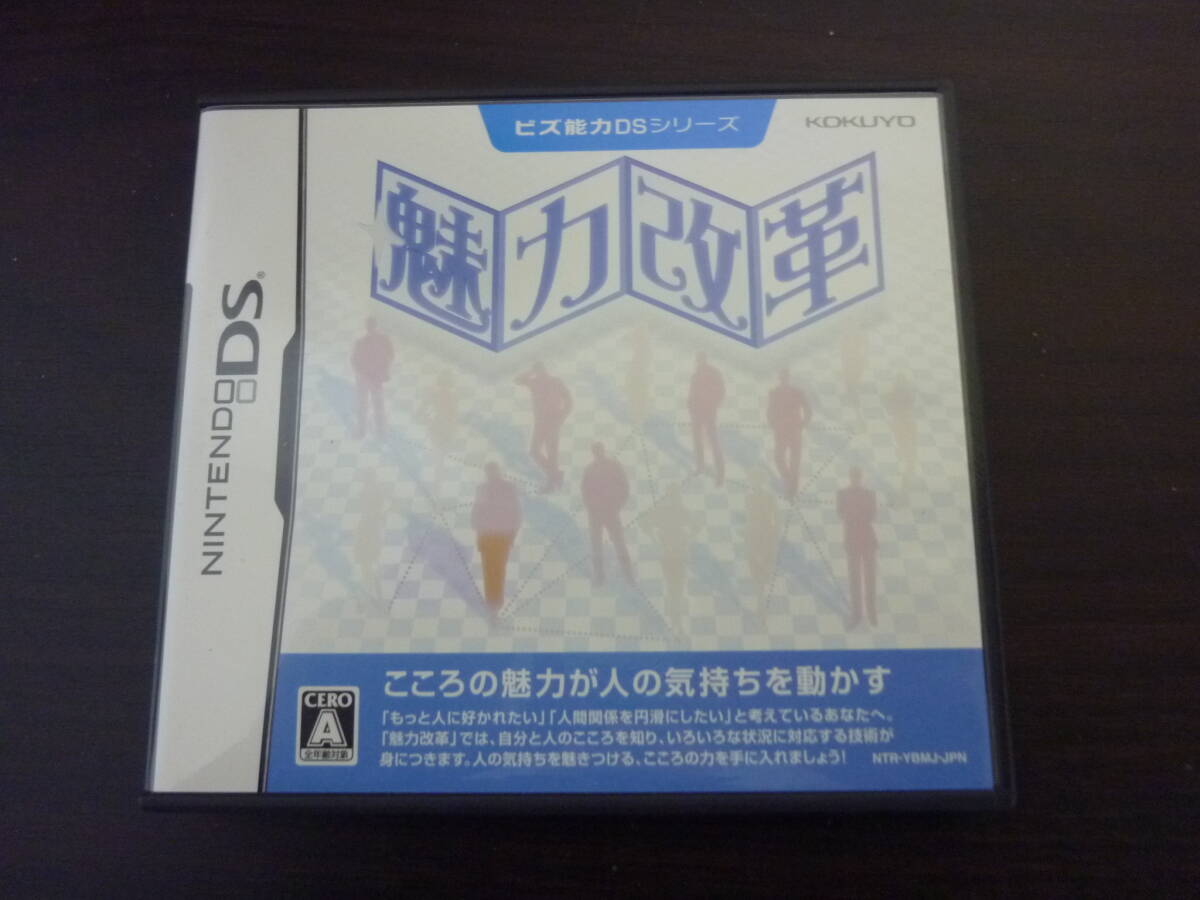 ビズ能力DSシリーズ
KOKUYO
魅力改革
NINTENDO DS®
こころの魅力が人の気持ちを動かす
CERO
A
全年齢対象
「もっと人に好かれたい」「人間関係を円滑にしたい」と考えているあなたへ。
「魅力改革」では、自分と人のこころを知り、いろいろな状況に対応する技術が
身につきます。人の気持ちを魅きつける、こころの力を手に入れましょう!
NTR-YBMJ-JPN